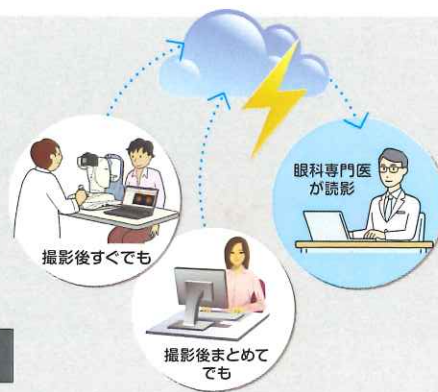 眼科専門医
が読影
撮影後すぐでも
撮影後まとめて
でも